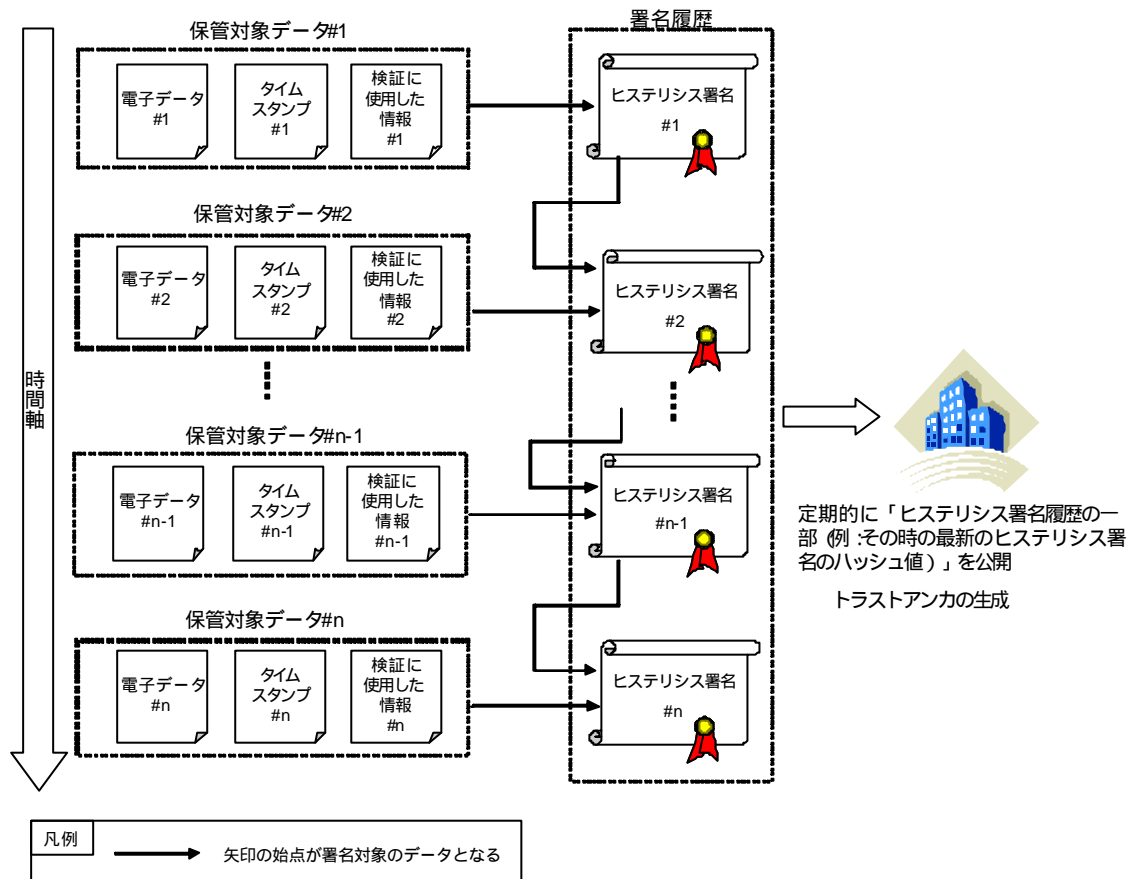 保管対象データ#1
署名履歴
電子データ
#1
タイム
スタンプ
#1
検証に
使用した
情報
#1
ヒステリシス署名
#1
保管対象データ#2
電子データ
#2
タイム
スタンプ
#2
検証に
使用した
情報
#2
ヒステリシス署名
#2
時間軸
保管対象データ#n-1
電子データ
#n-1
タイム
スタンプ
#n-1
検証に
使用した
情報
#n-1
ヒステリシス署名
#n-1
定期的に「ヒステリシス署名履歴の一
部(例:その時の最新のヒステリシス署
名のハッシュ値)」を公開
トラストアンカの生成
保管対象データ#n
電子データ
#n
タイム
スタンプ
#n
検証に
使用した
情報
#n
ヒステリシス署名
#n
凡例
矢印の始点が署名対象のデータとなる